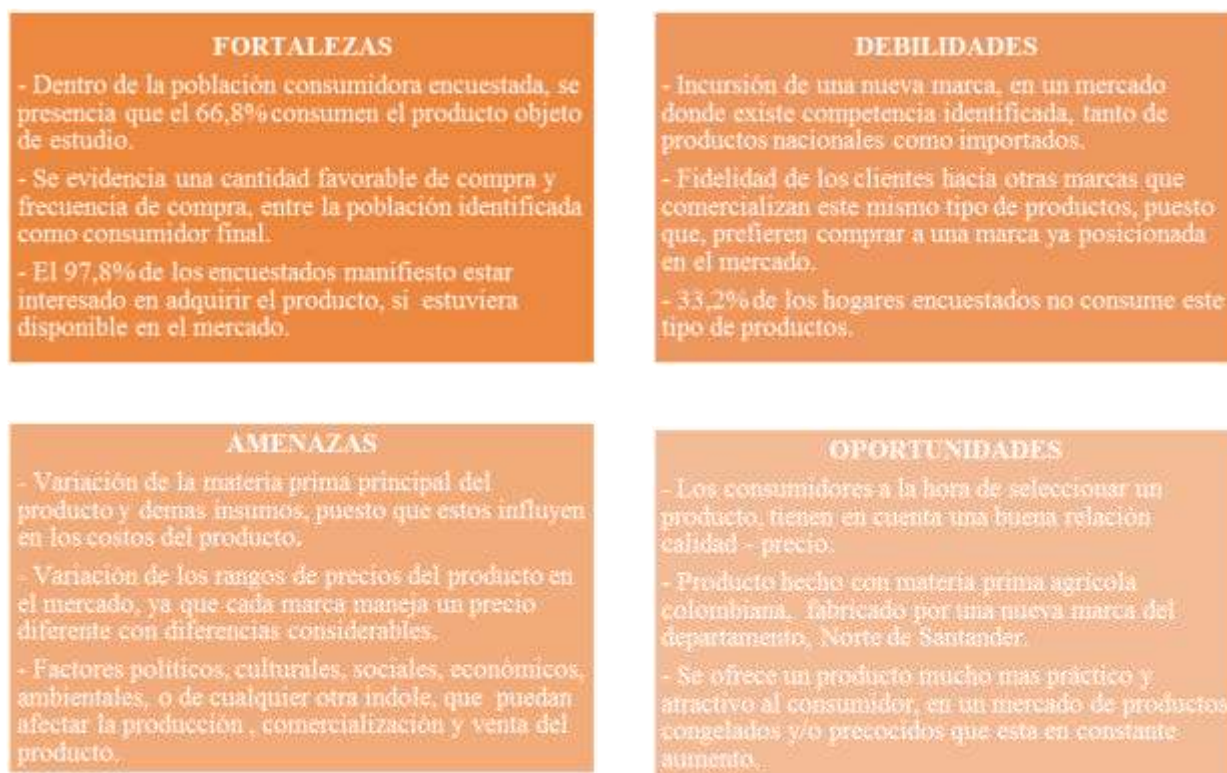 FORTALEZAS
- Dentro de la población consumidora encuestada, se
presencia que el 66,8% consumen el producto objeto
de estudio.
- Se evidencia una cantidad favorable de compra y
frecuencia de compra, entre la población identificada
como consumidor final.
- El 97,8% de los encuestados manifiesto estar
interesado en adquirir el producto, si estuviera
disponible en el mercado.
DEBILIDADES
- Incursión de una nueva marca, en un mercado
donde existe competencia identificada, tanto de
productos nacionales como importados.
- Fidelidad de los clientes hacia otras marcas que
comercializan este mismo tipo de productos, puesto
que, prefieren comprar a una marca ya posicionada
en el mercado.
- 33,2% de los hogares encuestados no consume este
tipo de productos.
AMENAZAS
- Variación de la materia prima principal del
producto y demas insumos, puesto que estos influyen
en los costos del producto.
- Variación de los rangos de precios del producto en
el mercado, ya que cada marca maneja un precio
diferente con diferencias considerables.
- Factores políticos, culturales, sociales, económicos,
ambientales, o de cualquier otra índole, que puedan
afectar la producción , comercialización y venta del
producto.
OPORTUNIDADES
- Los consumidores a la hora de seleccionar un
producto, tienen en cuenta una buena relación
calidad - precio.
- Producto hecho con materia prima agrícola
colombiana, fabricado por una nueva marca del
departamento, Norte de Santander.
- Se ofrece un producto mucho mas práctico y
atractivo al consumidor, en un mercado de productos
congelados y/o precocidos que esta en constante
aumento.